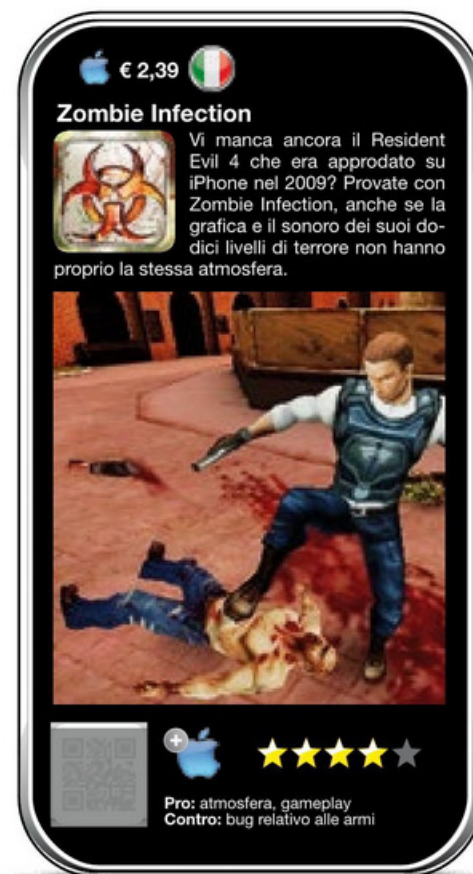 € 2,39
Zombie Infection
Vi manca ancora il Resident
Evil 4 che era approdato su
iPhone nel 2009? Provate con
Zombie Infection, anche se la
grafica e il sonoro dei suoi do-
dici livelli di terrore non hanno
proprio la stessa atmosfera.
Pro: atmosfera, gameplay
Contro: bug relativo alle armi